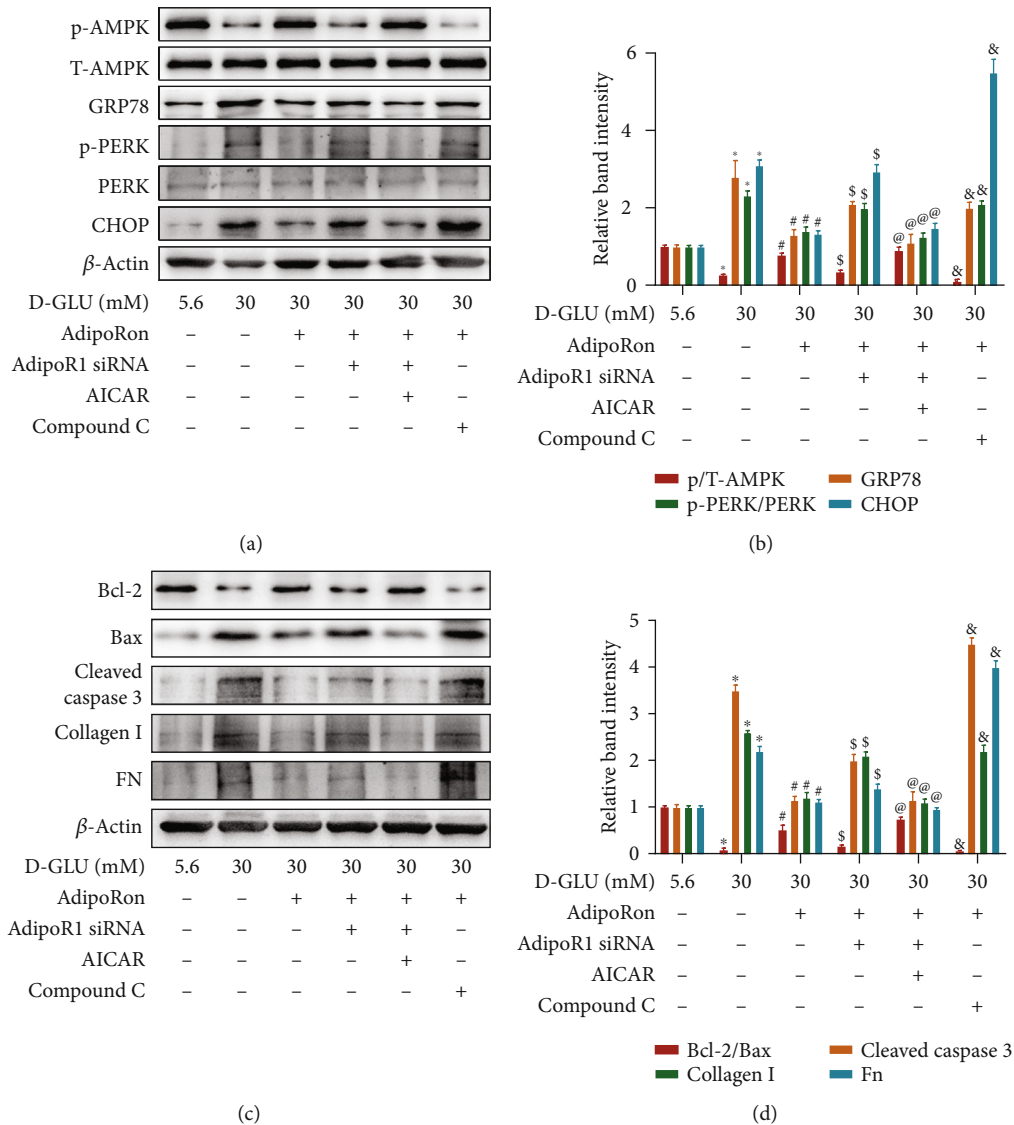 p-AMPK
T-AMPK
GRP78
p-PERK
PERK
CHOP
β-Actin
D-GLU (mM) 5.6 30 30 30 30 30
AdipoRon – – + + + +
AdipoR1 siRNA – – – + + –
AICAR – – – – + –
Compound C – – – – – +
(a)
Relative band intensity
6
4
2
0
* * * *
# # # #
$ $ $ $
@ @ @ @
& & & &
D-GLU (mM) 5.6 30 30 30 30 30
AdipoRon – – + + + +
AdipoR1 siRNA – – – + + –
AICAR – – – – + –
Compound C – – – – – +
p/T-AMPK GRP78
p-PERK/PERK CHOP
(b)
Bcl-2
Bax
Cleaved
caspase 3
Collagen I
FN
β-Actin
D-GLU (mM) 5.6 30 30 30 30 30
AdipoRon – – + + + +
AdipoR1 siRNA – – – + + –
AICAR – – – – + –
Compound C – – – – – +
(c)
Relative band intensity
5
4
3
2
1
0
* * * *
# # # #
$ $ $ $
@ @ @ @
& & & &
D-GLU (mM) 5.6 30 30 30 30 30
AdipoRon – – + + + +
AdipoR1 siRNA – – – + + –
AICAR – – – – + –
Compound C – – – – – +
Bcl-2/Bax Cleaved caspase 3
Collagen I Fn
(d)